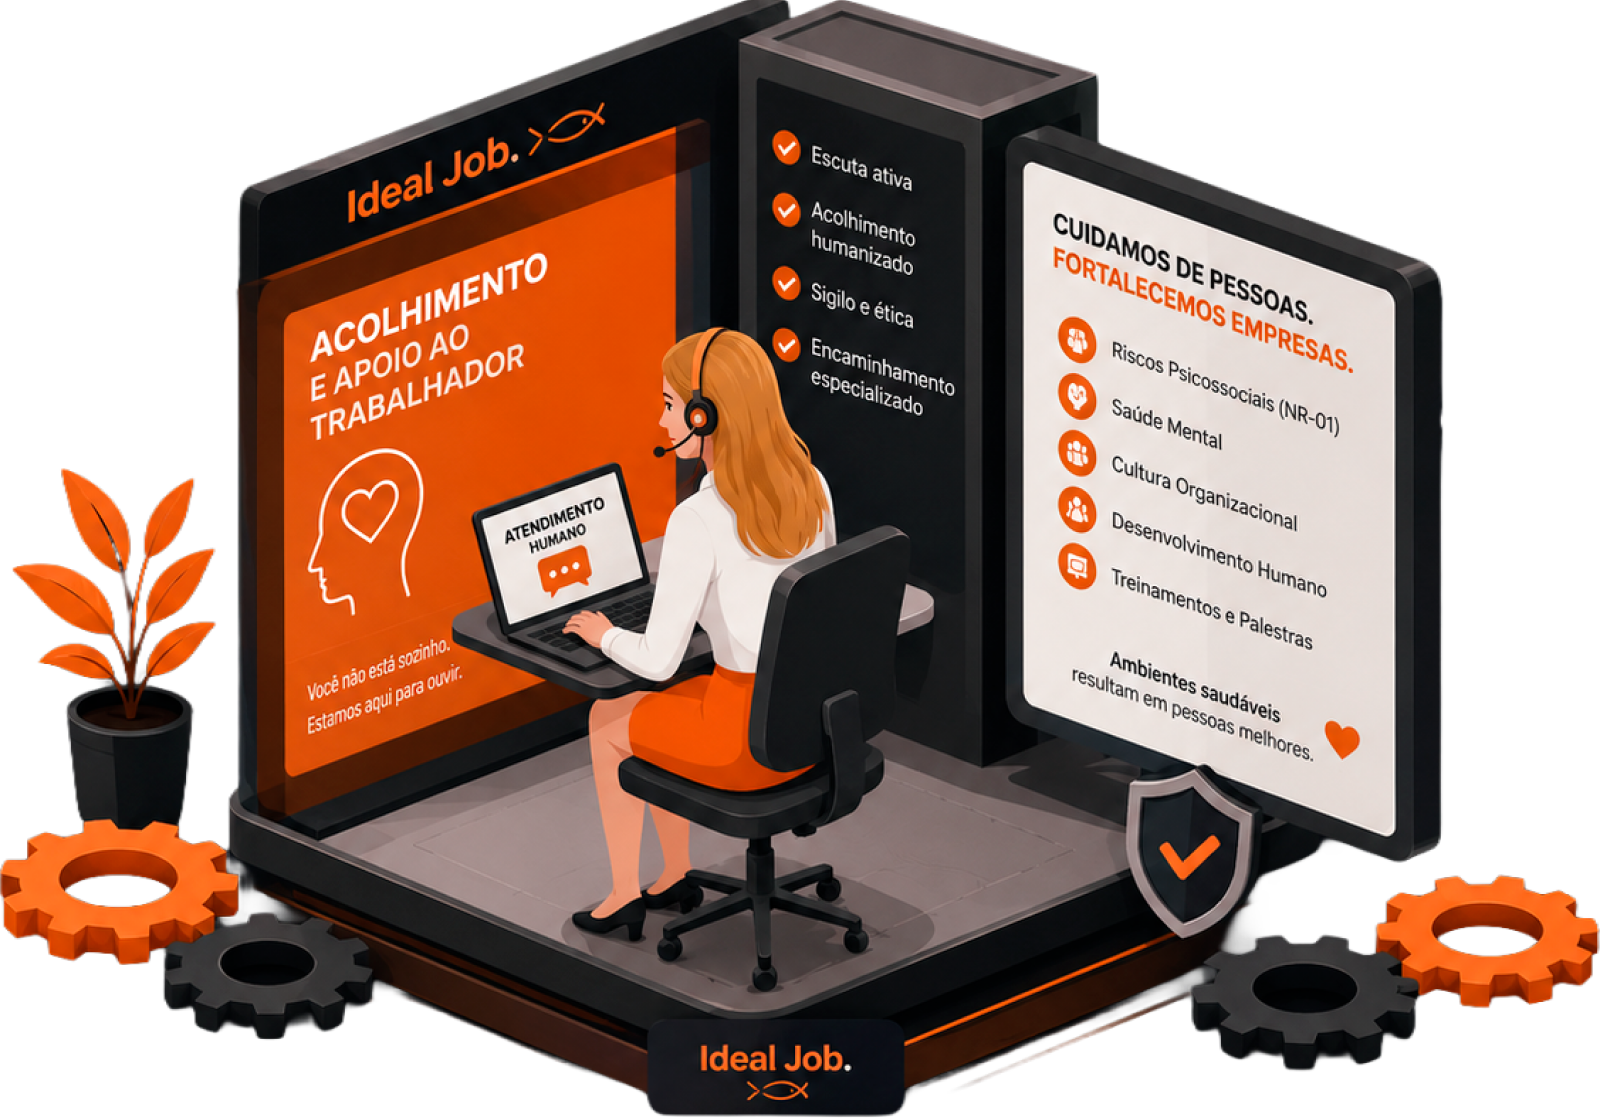 Ideal Job.
ACOLHIMENTO
E APOIO AO
TRABALHADOR
Você não está sozinho.
Estamos aqui para ouvir.
ATENDIMENTO
HUMANO
Escuta ativa
Acolhimento
humanizado
Sigilo e ética
Encaminhamento
especializado
CUIDAMOS DE PESSOAS.
FORTALECEMOS EMPRESAS.
Riscos Psicossociais (NR-01)
Saúde Mental
Cultura Organizacional
Desenvolvimento Humano
Treinamentos e Palestras
Ambientes saudáveis
resultam em pessoas melhores.
Ideal Job.